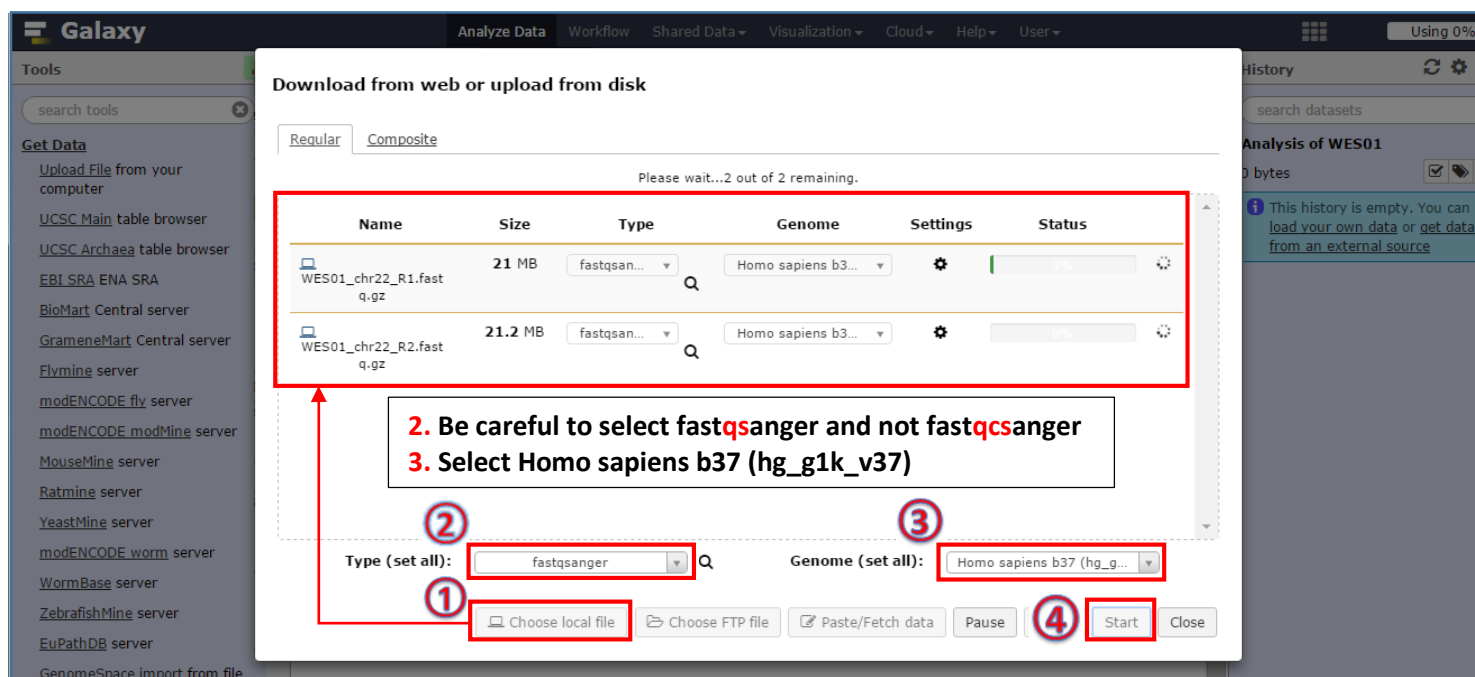 Galaxy
Analyze Data Workflow Shared Data Visualization Cloud Help User
Using 0%
Tools
search tools
Get Data
Upload File from your
computer
UCSC Main table browser
UCSC Archaea table browser
EBI SRA ENA SRA
BioMart Central server
GrameneMart Central server
Flymine server
modENCODE fly server
modENCODE modMine server
MouseMine server
Ratmine server
YeastMine server
modENCODE worm server
WormBase server
ZebrafishMine server
EuPathDB server
GenomeSpace import from file
Download from web or upload from disk
Regular Composite
Please wait...2 out of 2 remaining.
Name Size Type Genome Settings Status
WES01_chr22_R1.fast
q.gz
21 MB fastqsan... Homo sapiens b3... 3%
WES01_chr22_R2.fast
q.gz
21.2 MB fastqsan... Homo sapiens b3... 0%
2. Be careful to select fastqsanger and not fastqcsanger
3. Select Homo sapiens b37 (hg_g1k_v37)
2
3
Type (set all): fastqsanger Genome (set all): Homo sapiens b37 (hg_g...
1
Choose local file Choose FTP file Paste/Fetch data Pause 4 Start Close
History
search datasets
Analysis of WES01
0 bytes
This history is empty. You can
load your own data or get data
from an external source